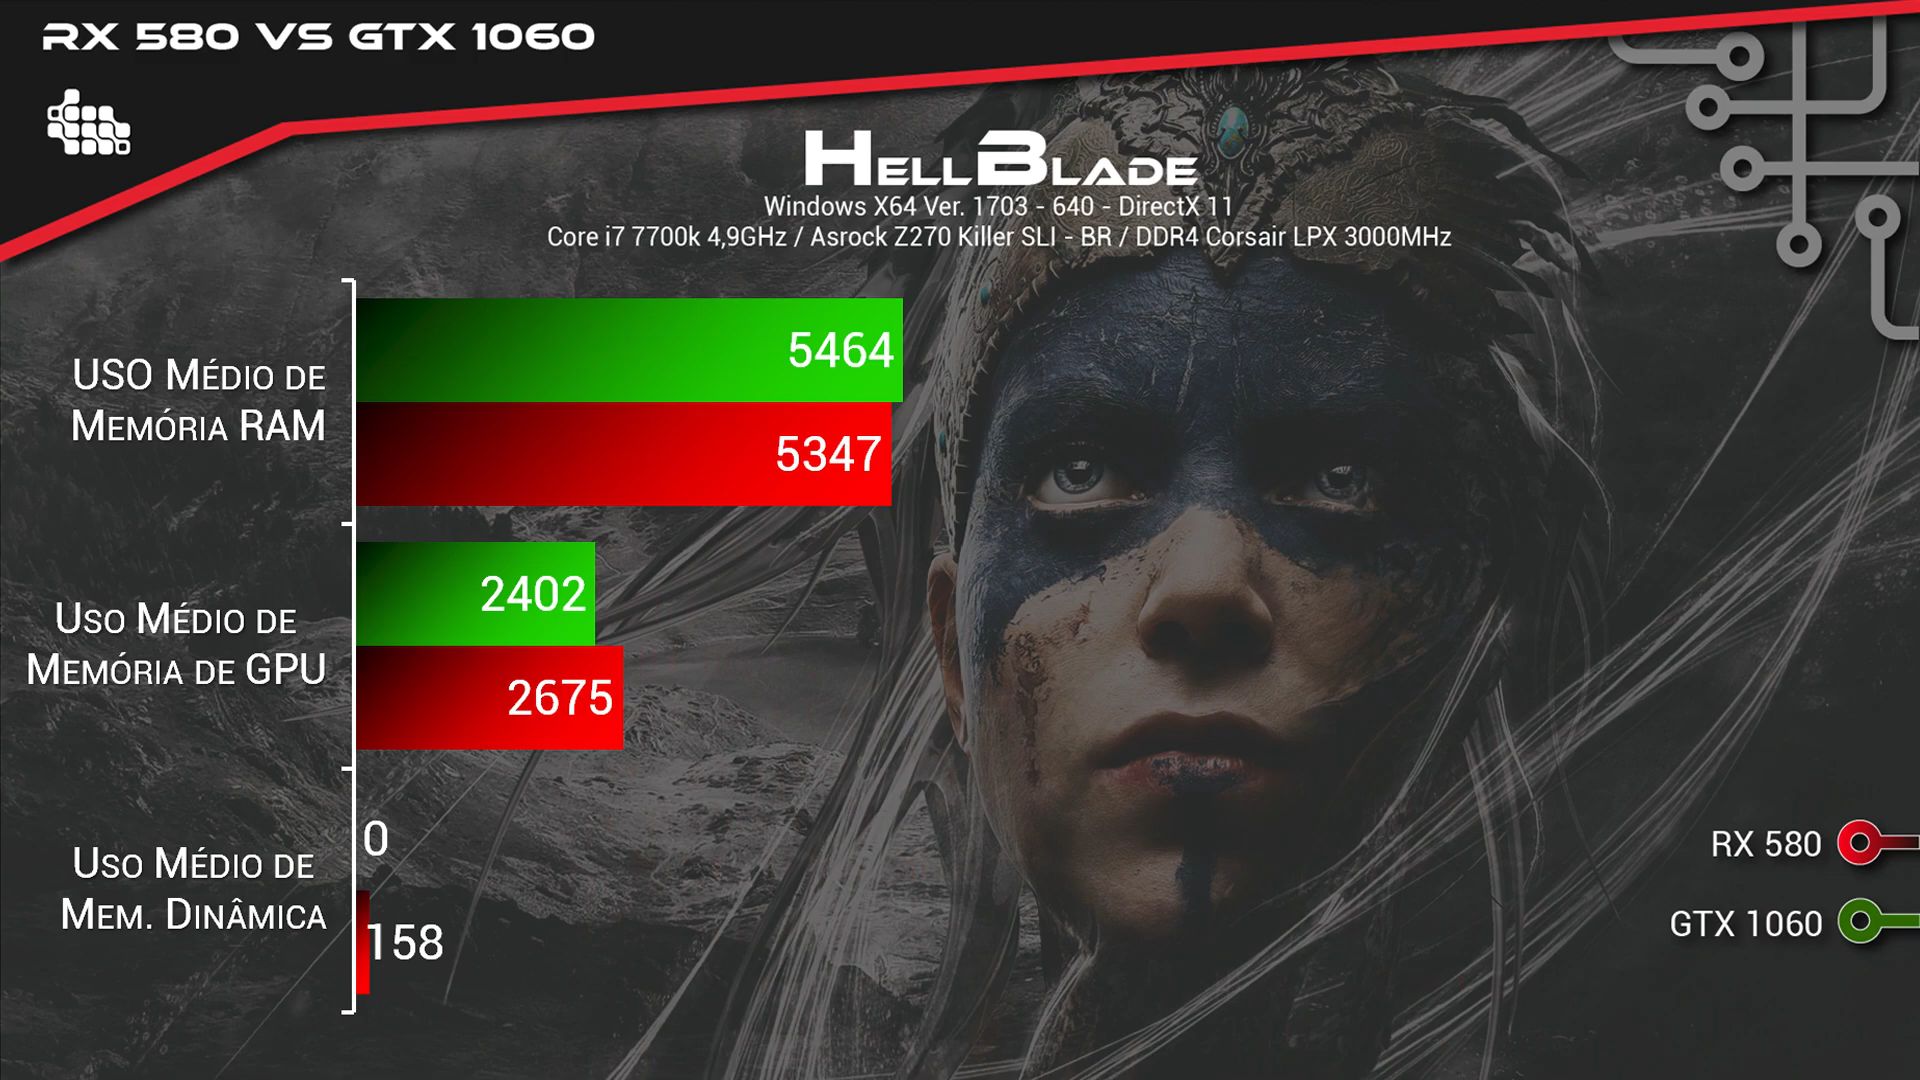 RX 580 VS GTX 1060
HELLBLADE
Windows X64 Ver. 1703 - 640 - DirectX 11
Core i7 7700k 4,9GHz / Asrock Z270 Killer SLI - BR / DDR4 Corsair LPX 3000MHz
USO MÉDIO DE
MEMÓRIA RAM
5464
5347
USO MÉDIO DE
MEMÓRIA DE GPU
2402
2675
USO MÉDIO DE
MEM. DINÂMICA
0
158
RX 580
GTX 1060